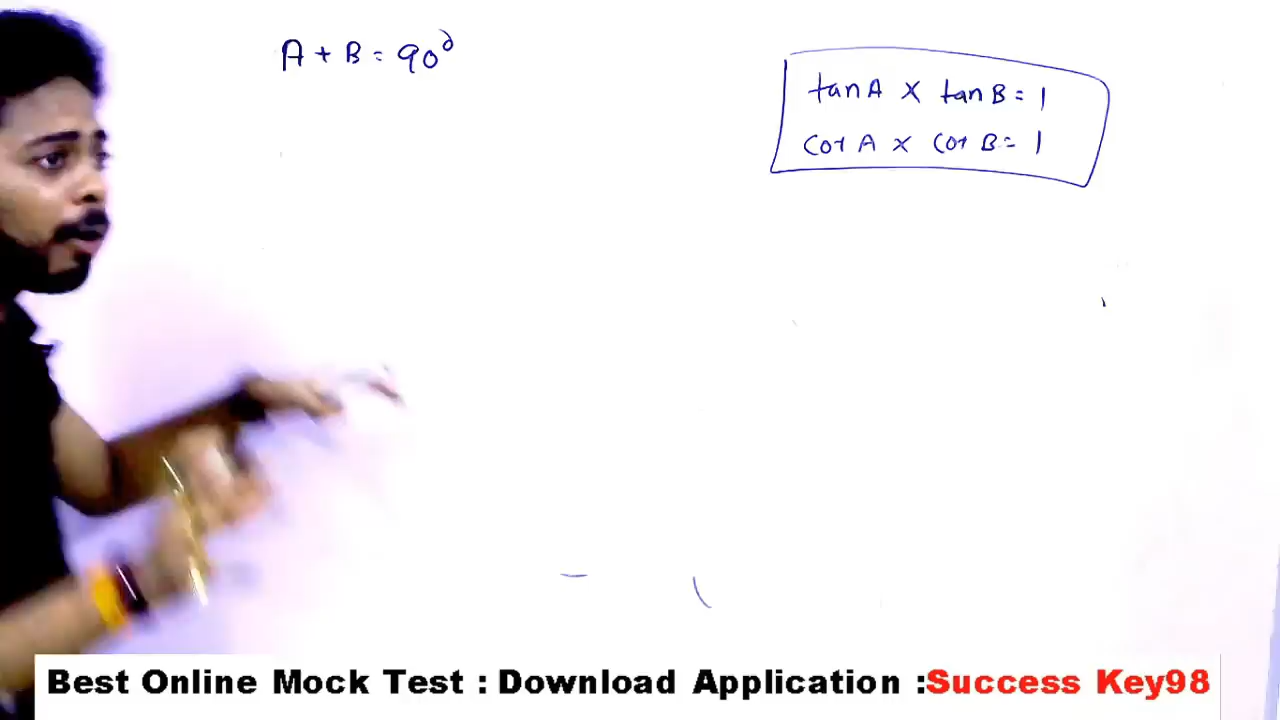 A + B = 90°
tan A × tan B = 1
cot A × cot B = 1
Best Online Mock Test : Download Application :Success Key98